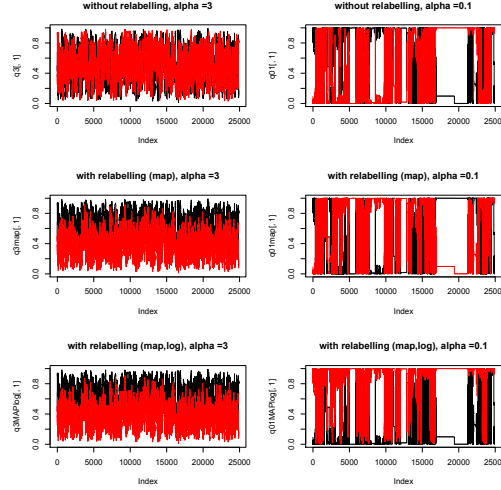 without relabelling, alpha =3
q3[, 1]
0.0 0.4 0.8
0 5000 10000 15000 20000 25000
Index
without relabelling, alpha =0.1
q01[, 1]
0.0 0.4 0.8
0 5000 10000 15000 20000 25000
Index
with relabelling (map), alpha =3
q3map[, 1]
0.0 0.4 0.8
0 5000 10000 15000 20000 25000
Index
with relabelling (map), alpha =0.1
q01map[, 1]
0.0 0.4 0.8
0 5000 10000 15000 20000 25000
Index
with relabelling (map,log), alpha =3
q3MAPlog[, 1]
0.0 0.4 0.8
0 5000 10000 15000 20000 25000
Index
with relabelling (map,log), alpha =0.1
q01MAPlog[, 1]
0.0 0.4 0.8
0 5000 10000 15000 20000 25000
Index